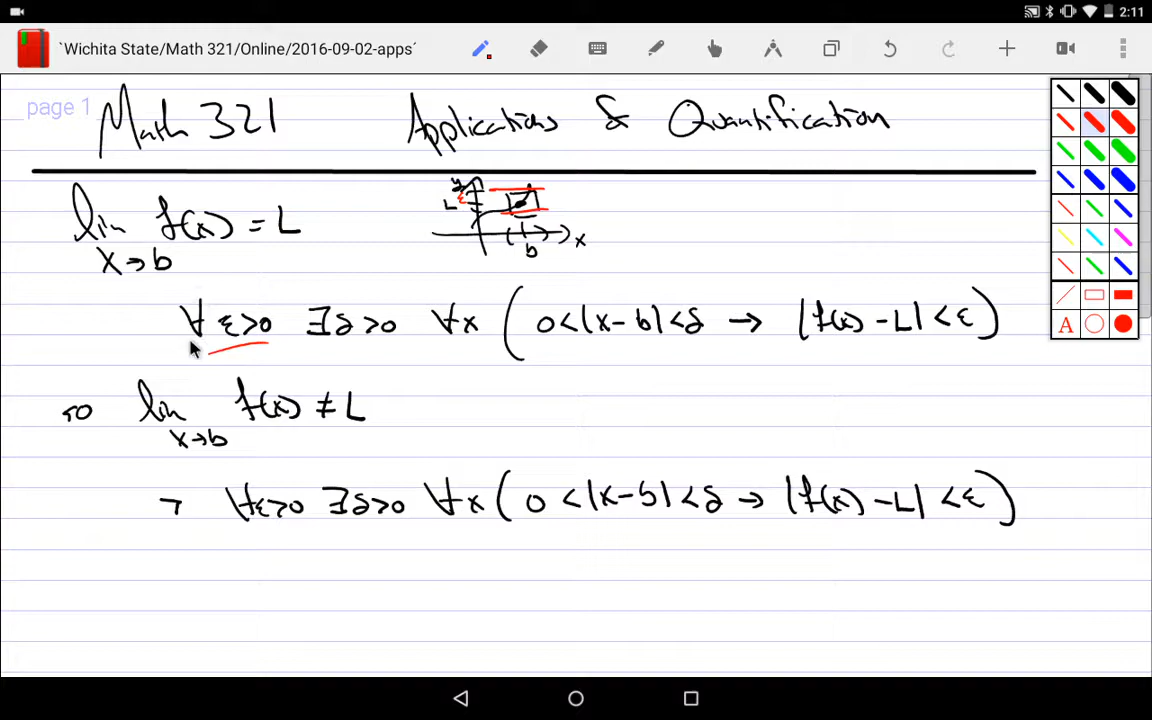 2:11
`Wichita State/Math 321/Online/2016-09-02-apps´
page 1
Math 321 Applications & Quantification
lim f(x) = L
x→b
y
L ε
b x
∀ ε>0 ∃δ>0 ∀x ( 0<|x-b|<δ → |f(x)-L|<ε )
so lim f(x) ≠ L
x→b
¬ ∀ε>0 ∃δ>0 ∀x ( 0<|x-b|<δ → |f(x)-L|<ε )
A